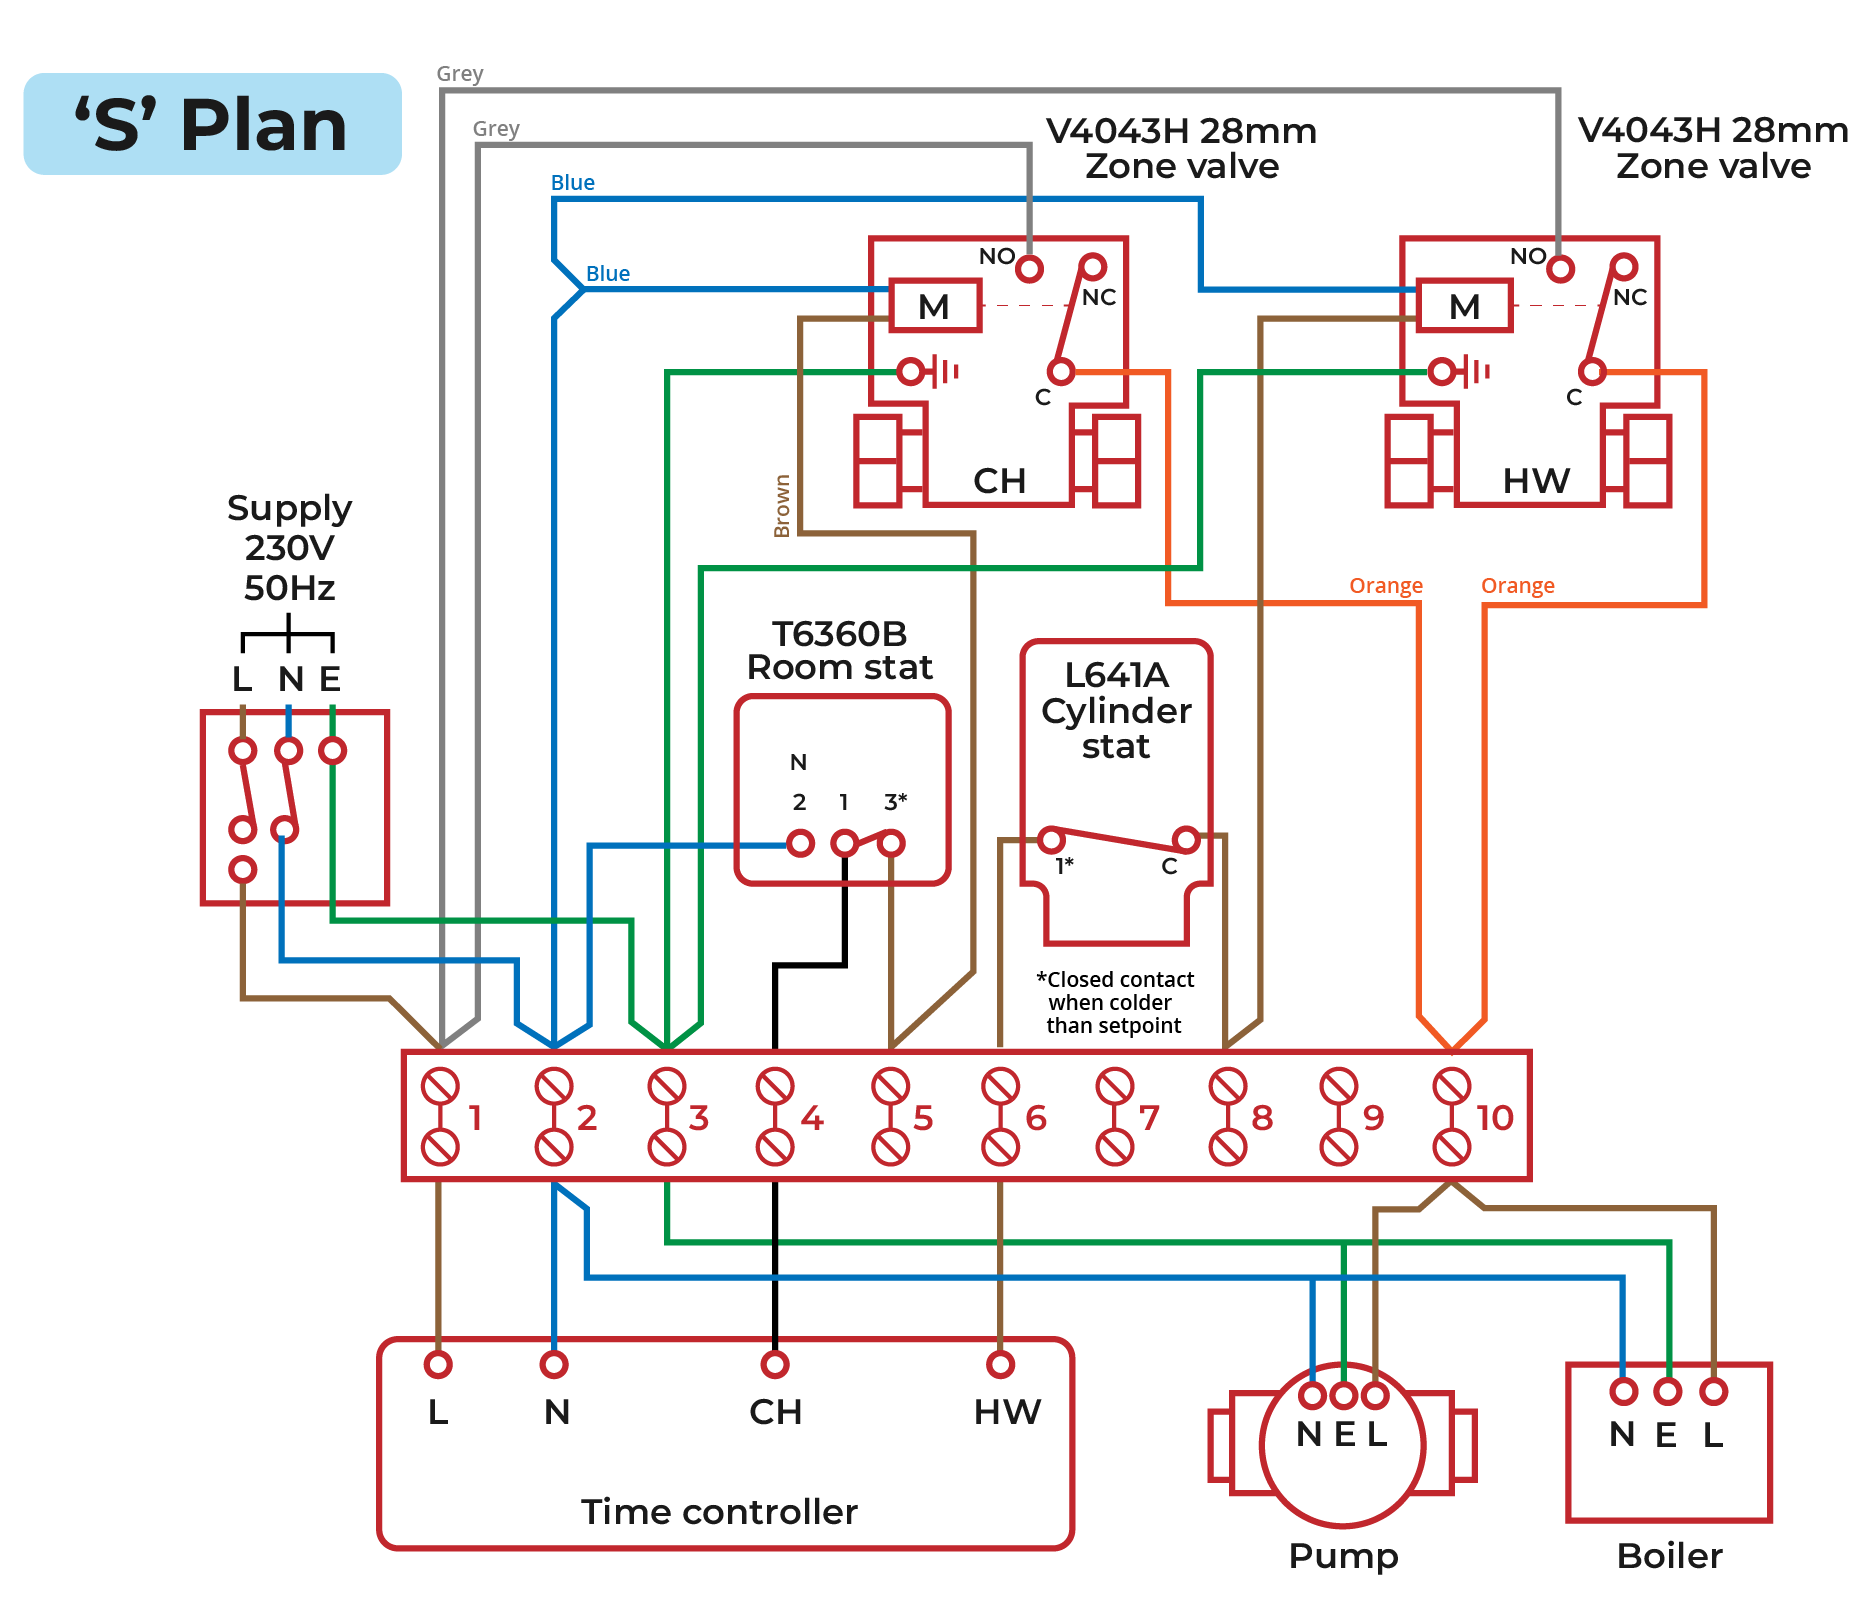 Grey
‘S’ Plan
Grey
V4043H 28mm
Zone valve
V4043H 28mm
Zone valve
Blue
Blue
NO
NC
M
C
CH
NO
NC
M
C
HW
Brown
Supply
230V
50Hz
L N E
Orange
Orange
T6360B
Room stat
N
2 1 3*
L641A
Cylinder
stat
1* C
*Closed contact
when colder
than setpoint
1 2 3 4 5 6 7 8 9 10
L N CH HW
Time controller
N E L
Pump
N E L
Boiler